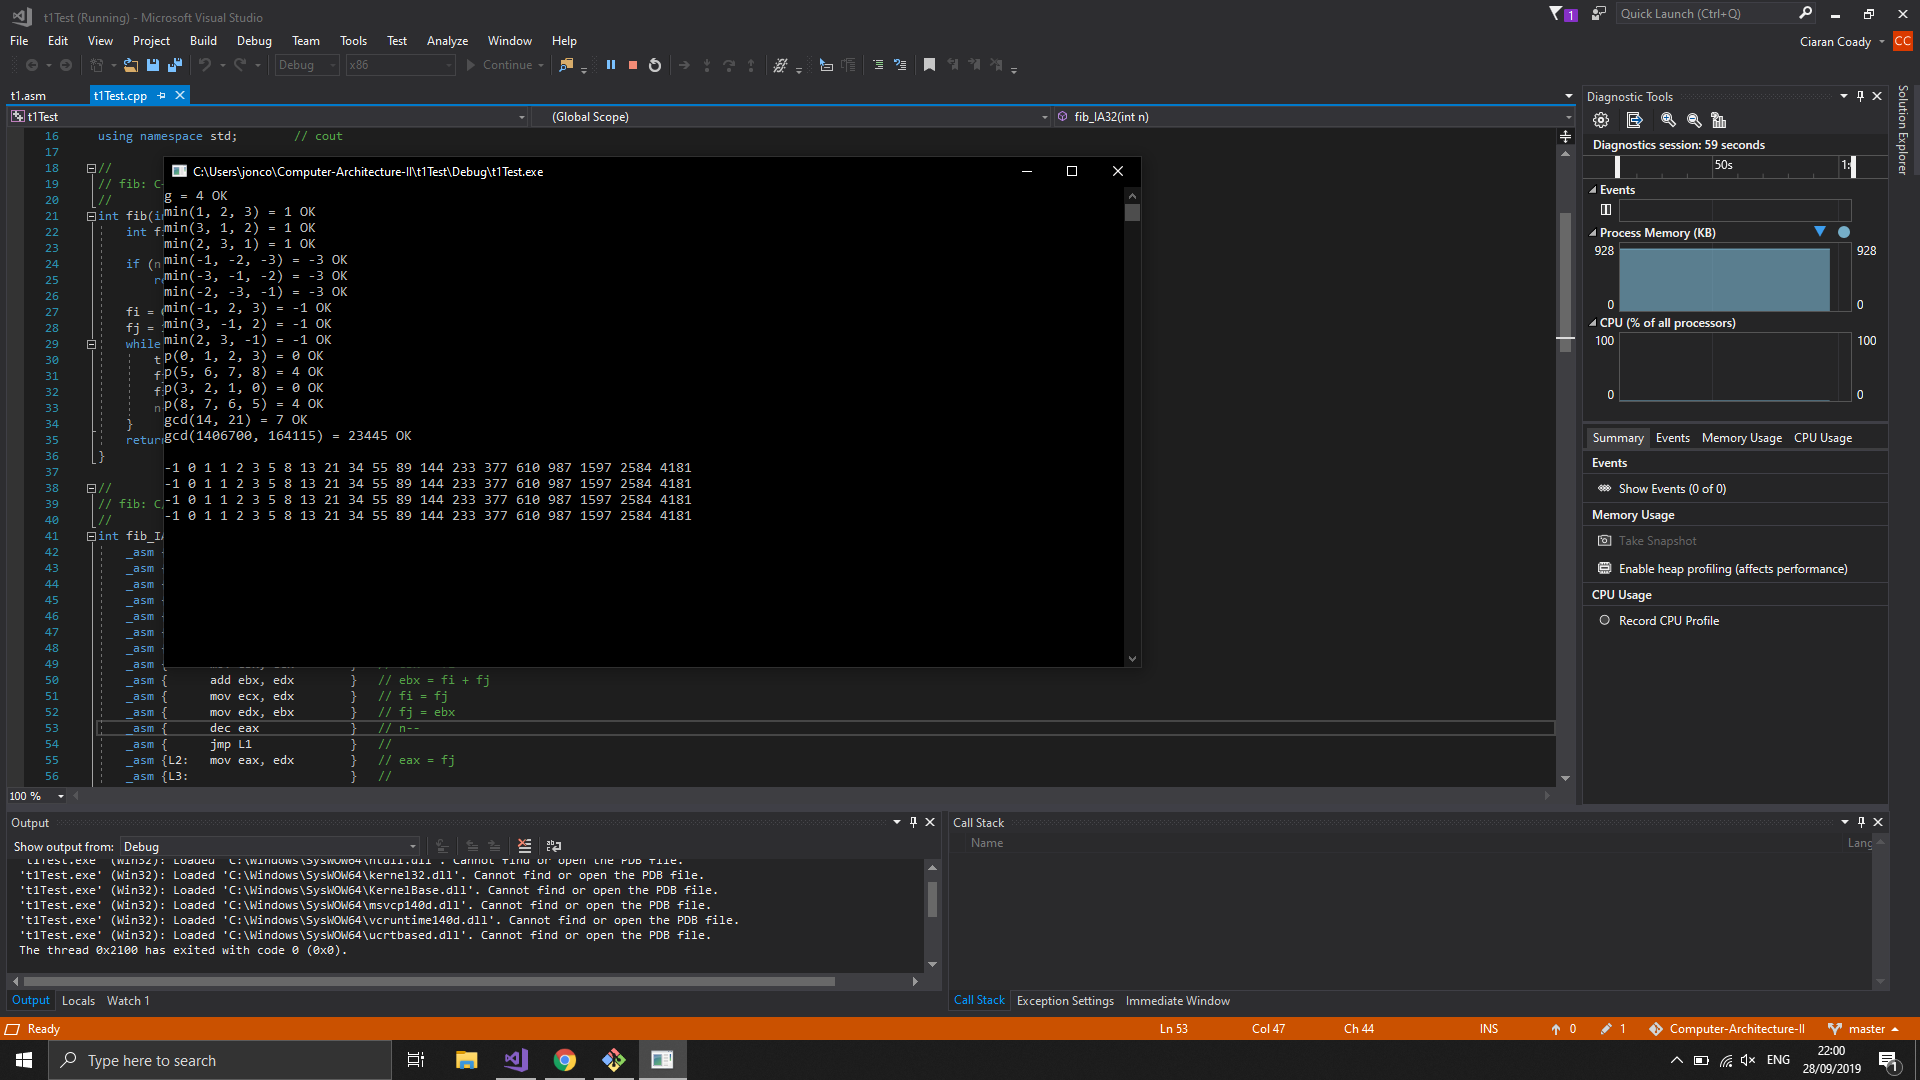 t1Test (Running) - Microsoft Visual Studio
1
Quick Launch (Ctrl+Q)
File Edit View Project Build Debug Team Tools Test Analyze Window Help
Ciaran Coady CC
Debug x86 Continue
t1.asm t1Test.cpp
t1Test (Global Scope) fib_IA32(int n)
16 using namespace std; // cout
17
18 //
19 // fib: C
20 //
21 int fib(i
22 int f
23
24 if (n
25 re
26
27 fi =
28 fj =
29 while
30 t
31 f
32 f
33 n
34 }
35 return
36 }
37
38 //
39 // fib: C
40 //
41 int fib_IA
42 _asm
43 _asm
44 _asm
45 _asm
46 _asm
47 _asm
48 _asm
49 _asm
50 _asm { add ebx, edx } // ebx = fi + fj
51 _asm { mov ecx, edx } // fi = fj
52 _asm { mov edx, ebx } // fj = ebx
53 _asm { dec eax } // n--
54 _asm { jmp L1 } //
55 _asm {L2: mov eax, edx } // eax = fj
56 _asm {L3: } //
100 %
C:\Users\jonco\Computer-Architecture-II\t1Test\Debug\t1Test.exe
g = 4 OK
min(1, 2, 3) = 1 OK
min(3, 1, 2) = 1 OK
min(2, 3, 1) = 1 OK
min(-1, -2, -3) = -3 OK
min(-3, -1, -2) = -3 OK
min(-2, -3, -1) = -3 OK
min(-1, 2, 3) = -1 OK
min(3, -1, 2) = -1 OK
min(2, 3, -1) = -1 OK
p(0, 1, 2, 3) = 0 OK
p(5, 6, 7, 8) = 4 OK
p(3, 2, 1, 0) = 0 OK
p(8, 7, 6, 5) = 4 OK
gcd(14, 21) = 7 OK
gcd(1406700, 164115) = 23445 OK
-1 0 1 1 2 3 5 8 13 21 34 55 89 144 233 377 610 987 1597 2584 4181
-1 0 1 1 2 3 5 8 13 21 34 55 89 144 233 377 610 987 1597 2584 4181
-1 0 1 1 2 3 5 8 13 21 34 55 89 144 233 377 610 987 1597 2584 4181
-1 0 1 1 2 3 5 8 13 21 34 55 89 144 233 377 610 987 1597 2584 4181
Diagnostic Tools
Diagnostics session: 59 seconds
50s 1:
Events
Process Memory (KB)
928 928
0 0
CPU (% of all processors)
100 100
0 0
Summary Events Memory Usage CPU Usage
Events
Show Events (0 of 0)
Memory Usage
Take Snapshot
Enable heap profiling (affects performance)
CPU Usage
Record CPU Profile
Solution Explorer
Output
Show output from: Debug
't1Test.exe' (Win32): Loaded 'C:\Windows\SysWOW64\ntdll.dll'. Cannot find or open the PDB file.
't1Test.exe' (Win32): Loaded 'C:\Windows\SysWOW64\kernel32.dll'. Cannot find or open the PDB file.
't1Test.exe' (Win32): Loaded 'C:\Windows\SysWOW64\KernelBase.dll'. Cannot find or open the PDB file.
't1Test.exe' (Win32): Loaded 'C:\Windows\SysWOW64\msvcp140d.dll'. Cannot find or open the PDB file.
't1Test.exe' (Win32): Loaded 'C:\Windows\SysWOW64\vcruntime140d.dll'. Cannot find or open the PDB file.
't1Test.exe' (Win32): Loaded 'C:\Windows\SysWOW64\ucrtbased.dll'. Cannot find or open the PDB file.
The thread 0x2100 has exited with code 0 (0x0).
Output Locals Watch 1
Call Stack
Name Lang
Call Stack Exception Settings Immediate Window
Ready Ln 53 Col 47 Ch 44 INS 0 1 Computer-Architecture-II master
Type here to search
ENG
22:00
28/09/2019
1